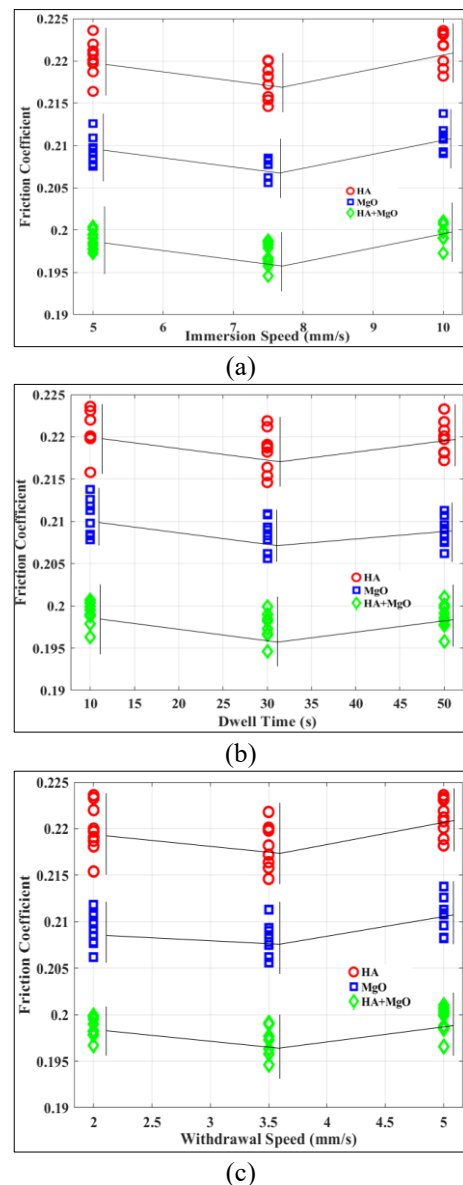 0.225
0.22
0.215
0.21
0.205
0.2
0.195
0.19
Friction Coefficient
HA
MgO
HA+MgO
5 6 7 8 9 10
Immersion Speed (mm/s)
(a)
0.225
0.22
0.215
0.21
0.205
0.2
0.195
0.19
Friction Coefficient
HA
MgO
HA+MgO
10 15 20 25 30 35 40 45 50
Dwell Time (s)
(b)
0.225
0.22
0.215
0.21
0.205
0.2
0.195
0.19
Friction Coefficient
HA
MgO
HA+MgO
2 2.5 3 3.5 4 4.5 5
Withdrawal Speed (mm/s)
(c)